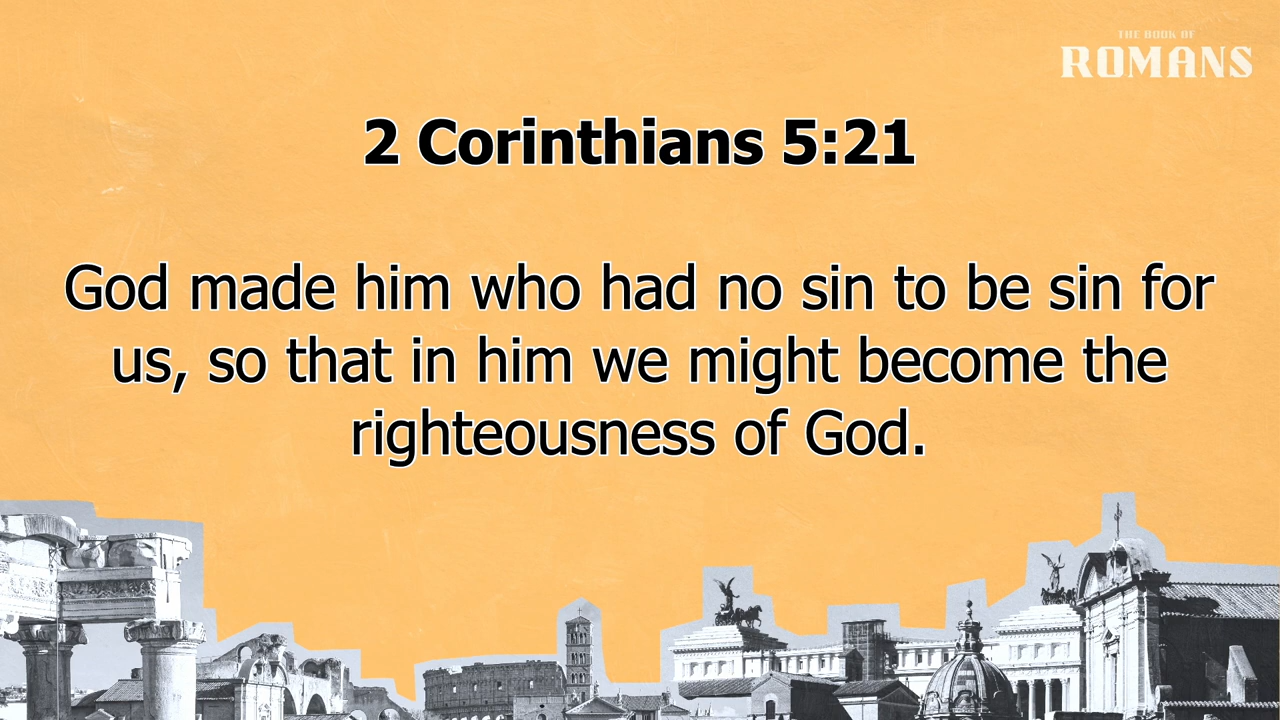 THE BOOK OF
ROMANS
2 Corinthians 5:21
God made him who had no sin to be sin for
us, so that in him we might become the
righteousness of God.